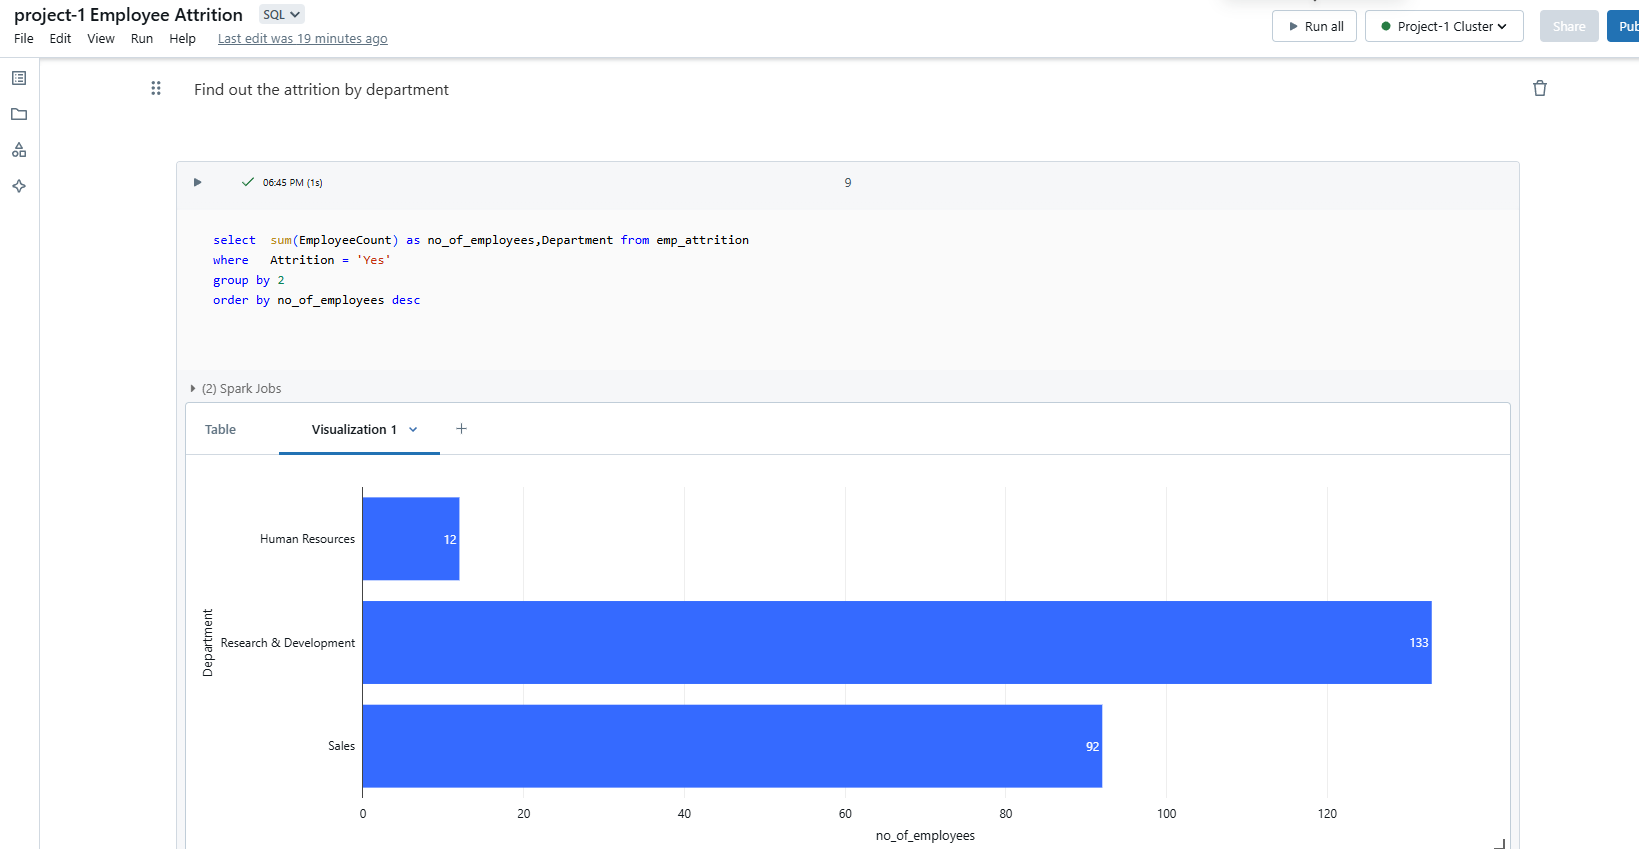 project-1 Employee Attrition SQL
File Edit View Run Help Last edit was 19 minutes ago
Run all Project-1 Cluster Share
Find out the attrition by department
06:45 PM (1s) 9
select  sum(EmployeeCount) as no_of_employees,Department from emp_attrition
where   Attrition = 'Yes'
group by 2
order by no_of_employees desc
(2) Spark Jobs
Table Visualization 1 +
Human Resources 12
Department
Research & Development 133
Sales 92
0 20 40 60 80 100 120
no_of_employees